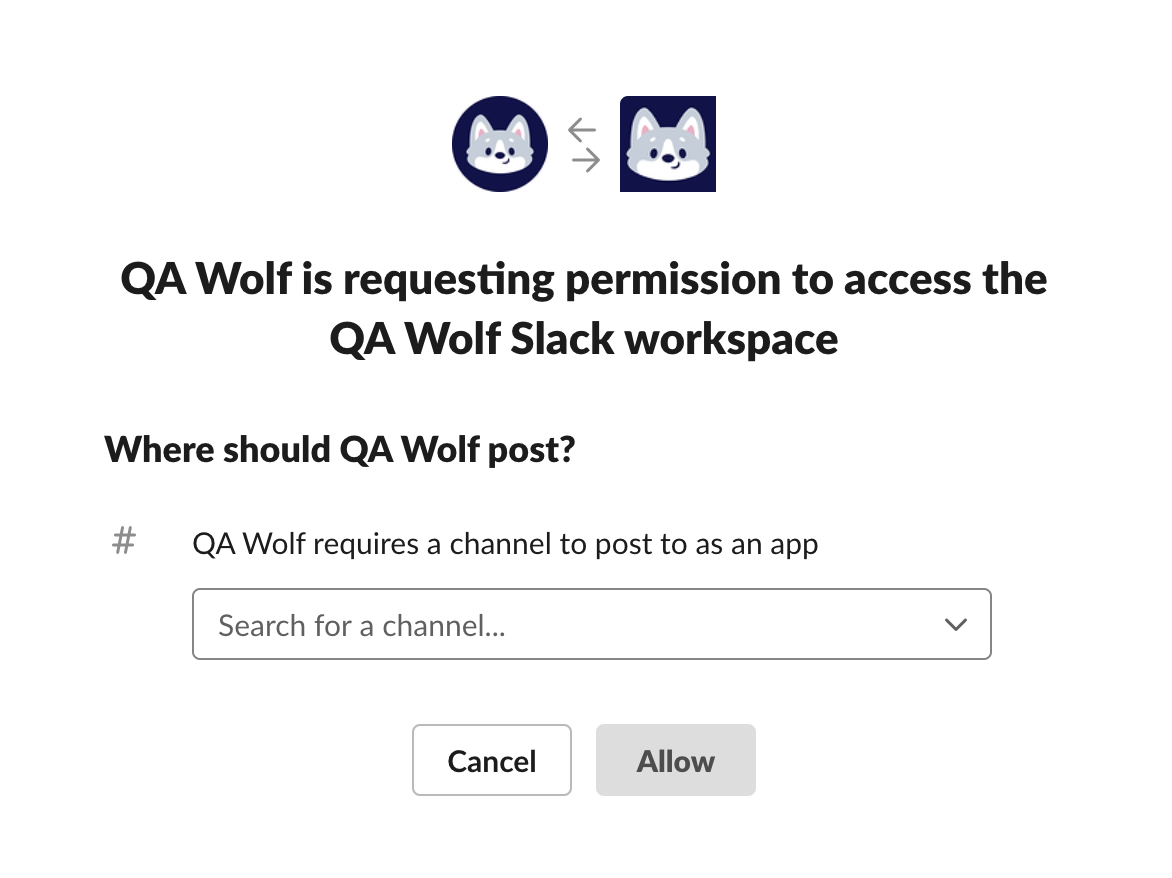 QA Wolf is requesting permission to access the
QA Wolf Slack workspace
Where should QA Wolf post?
# QA Wolf requires a channel to post to as an app
Search for a channel...
Cancel Allow